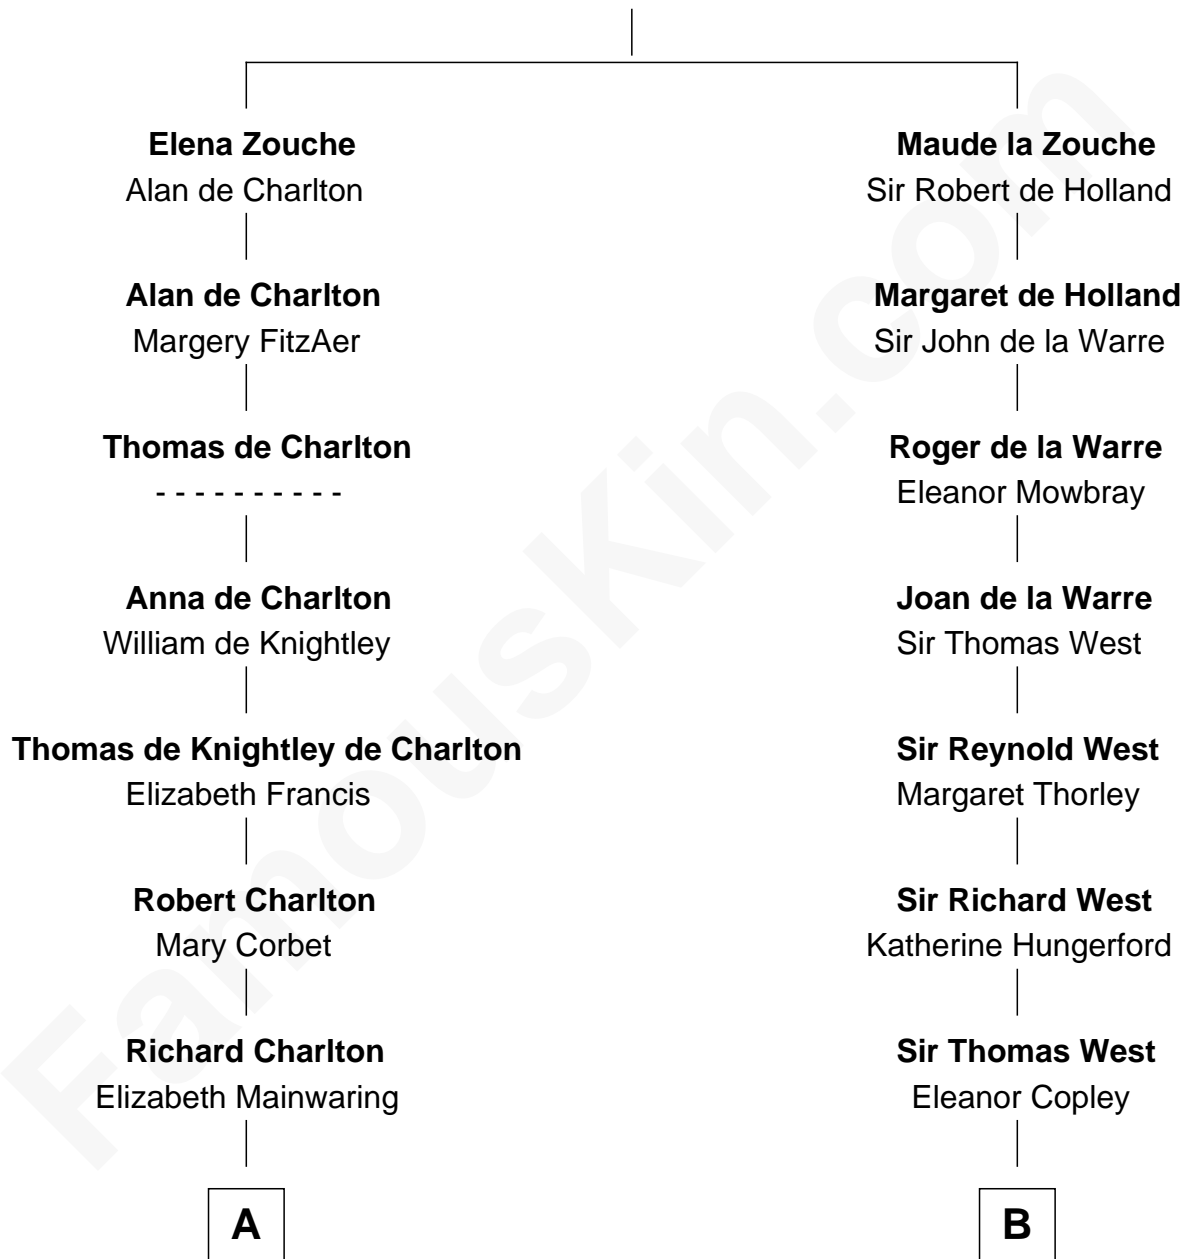 Elena Zouche
Alan de Charlton
Alan de Charlton
Margery FitzAer
Thomas de Charlton
- - - - - - - - - -
Anna de Charlton
William de Knightley
Thomas de Knightley de Charlton
Elizabeth Francis
Robert Charlton
Mary Corbet
Richard Charlton
Elizabeth Mainwaring
A
Maude la Zouche
Sir Robert de Holland
Margaret de Holland
Sir John de la Warre
Roger de la Warre
Eleanor Mowbray
Joan de la Warre
Sir Thomas West
Sir Reynold West
Margaret Thorley
Sir Richard West
Katherine Hungerford
Sir Thomas West
Eleanor Copley
B
FamousKin.com